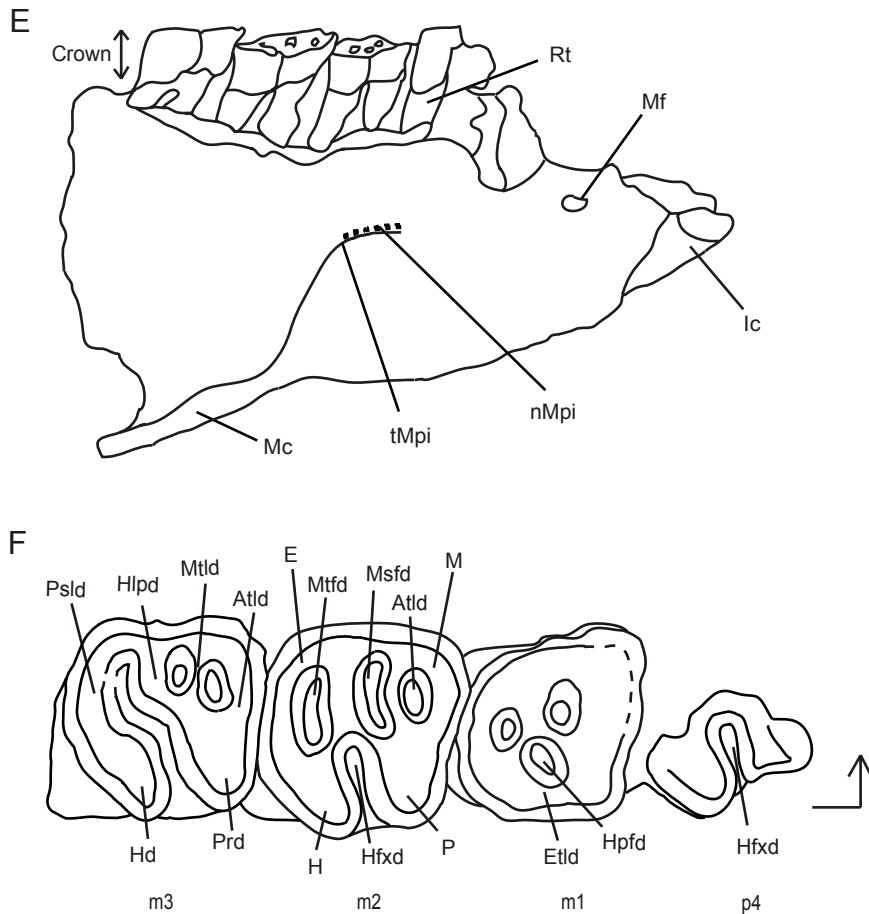 E
Crown
Rt
Mf
Ic
nMpi
tMpi
Mc
F
Psld
Hlpd
Mtld
Atld
E
Mtfd
Msfd
Atld
M
Hd
Prd
H
Hfxd
P
Etld
Hpfd
Hfxd
m3
m2
m1
p4